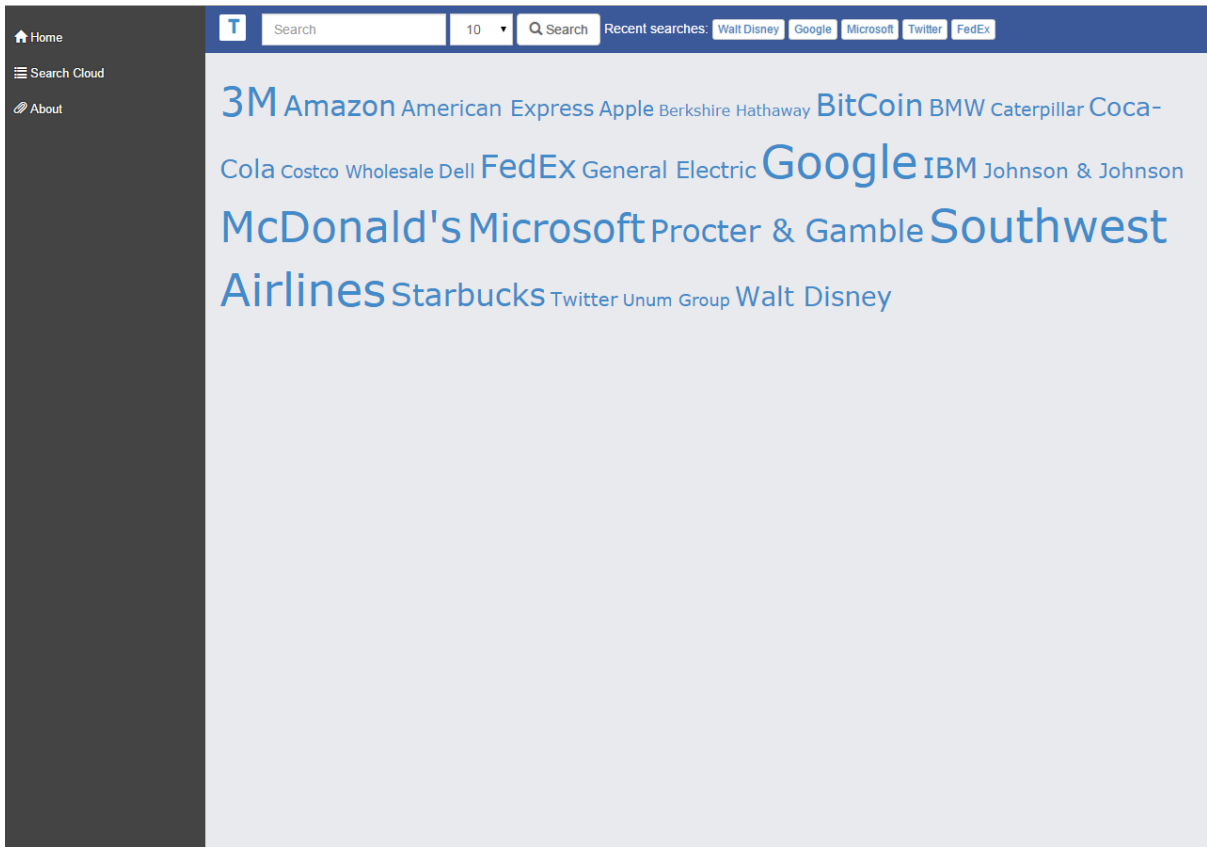 Home
Search Cloud
About
T Search 10 Search Recent searches: Walt Disney Google Microsoft Twitter FedEx
3M Amazon American Express Apple Berkshire Hathaway BitCoin BMW Caterpillar Coca-
Cola Costco Wholesale Dell FedEx General Electric Google IBM Johnson & Johnson
McDonald's Microsoft Procter & Gamble Southwest
Airlines Starbucks Twitter Unum Group Walt Disney